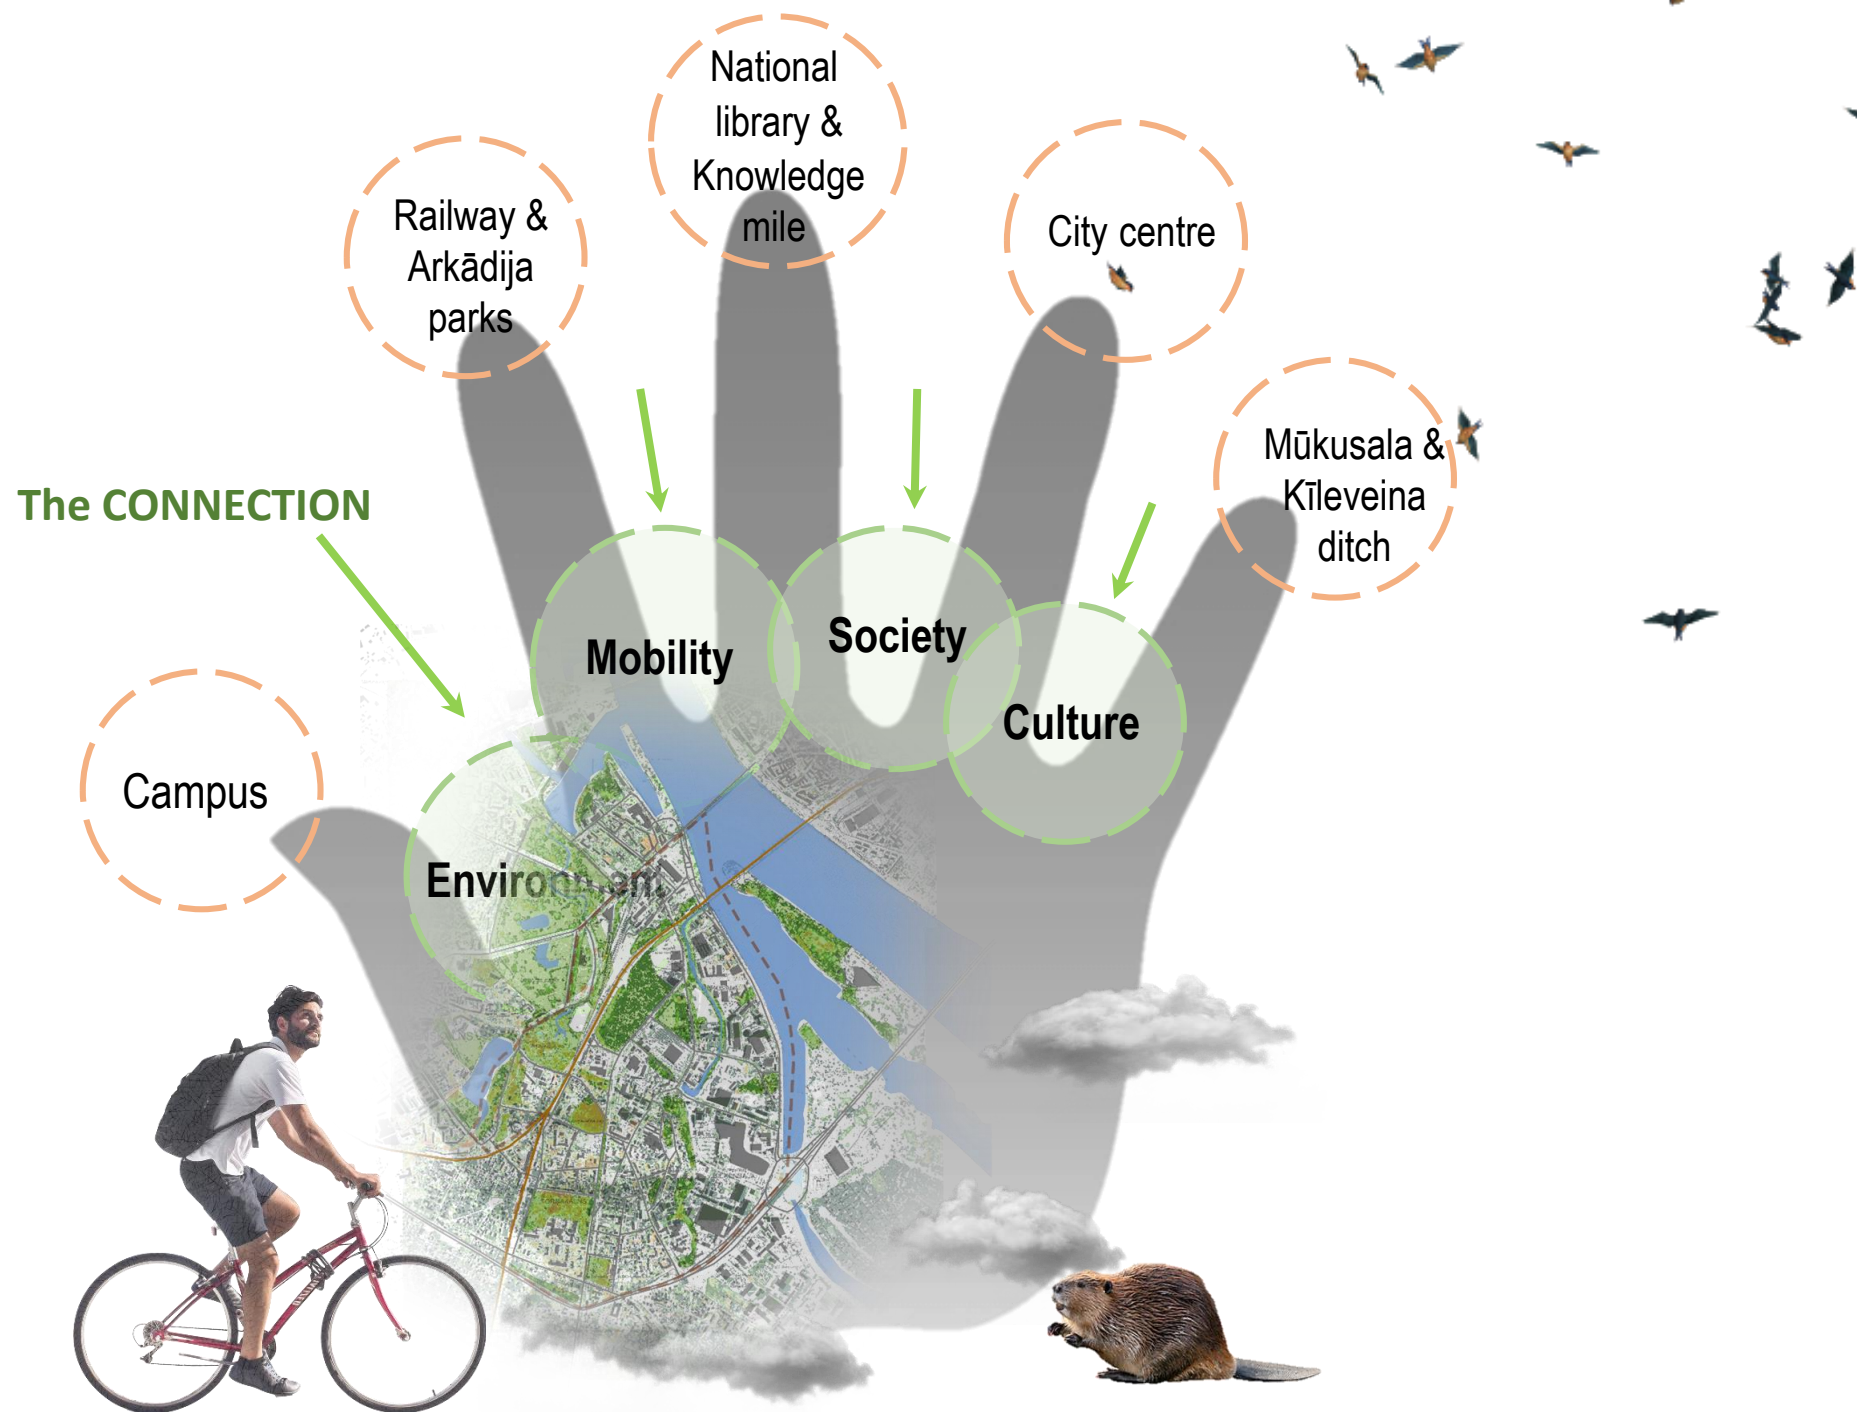 National
library &
Knowledge
mile
Railway &
Arkādija
parks
City centre
Mūkusala &
Kīleveina
ditch
The CONNECTION
Mobility
Society
Culture
Campus
Environment